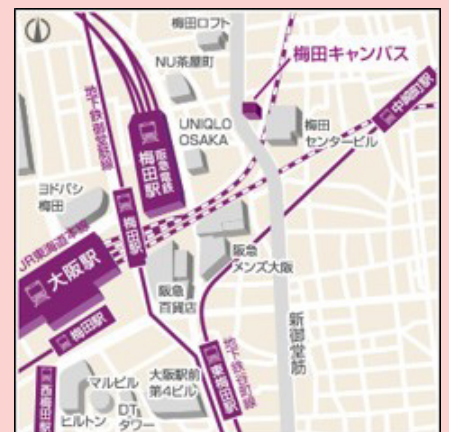 梅田ロフト
梅田キャンパス
NU茶屋町
中崎町駅
地下鉄御堂筋線
UNIQLO
OSAKA
阪急電鉄
梅田駅
梅田
センタービル
ヨドバシ
梅田
梅田駅
JR東海道本線
大阪駅
阪急
メンズ大阪
阪急
百貨店
新御堂筋
梅田駅
地下鉄谷町線
東梅田駅
西梅田駅
マルビル
大阪駅前
第4ビル
ヒルトン
DT
タワー